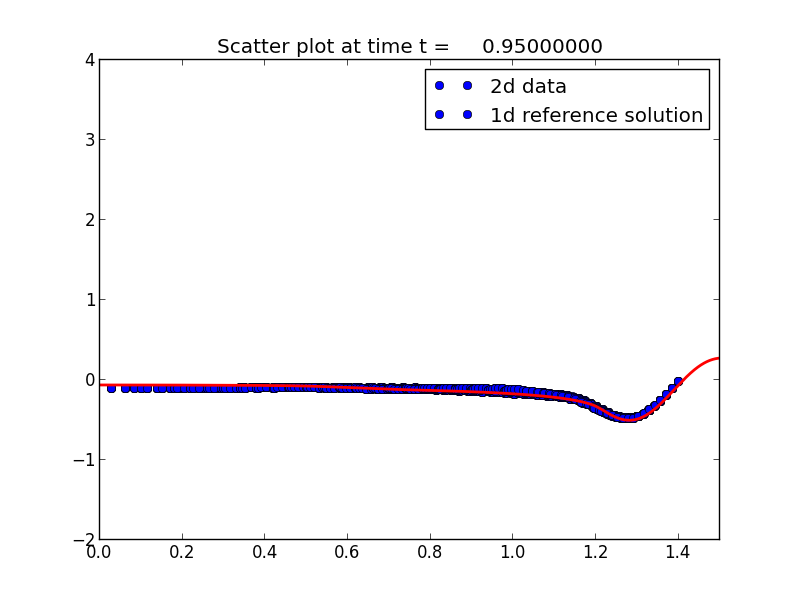 Scatter plot at time t =     0.95000000
2d data
1d reference solution
4
3
2
1
0
−1
−2
0.0 0.2 0.4 0.6 0.8 1.0 1.2 1.4